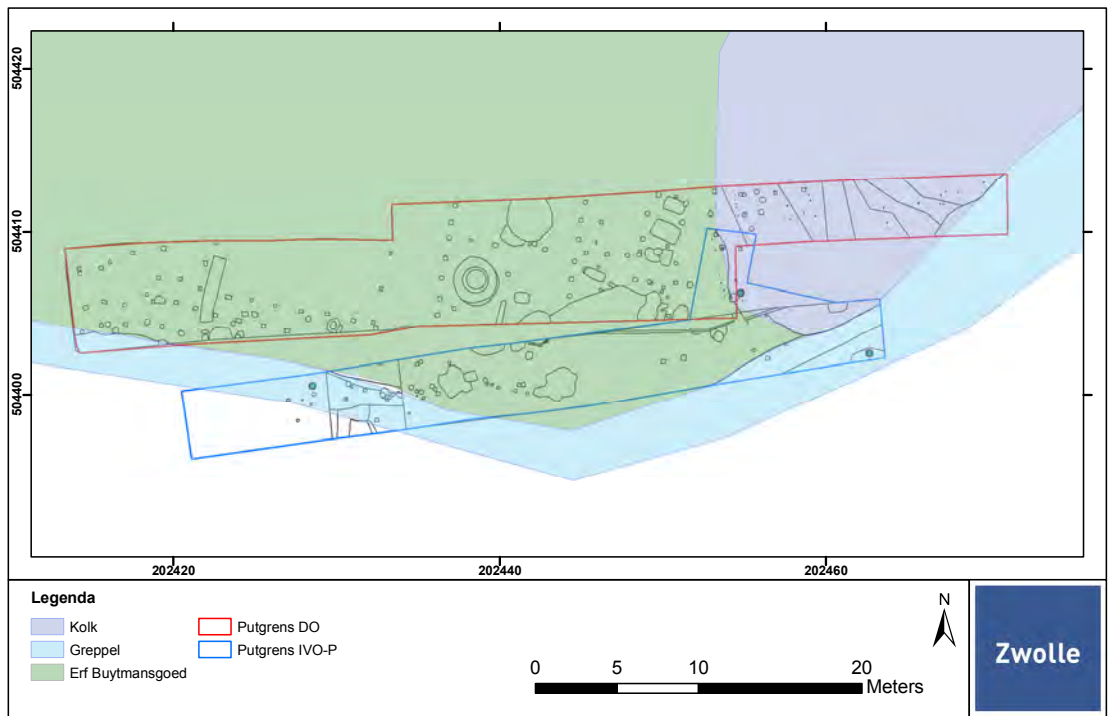 504420
504410
504400
202420
202440
202460
Legenda
Kolk
Greppel
Erf Buytmansgoed
Putgrens DO
Putgrens IVO-P
N
0 5 10 20
Meters
Zwolle